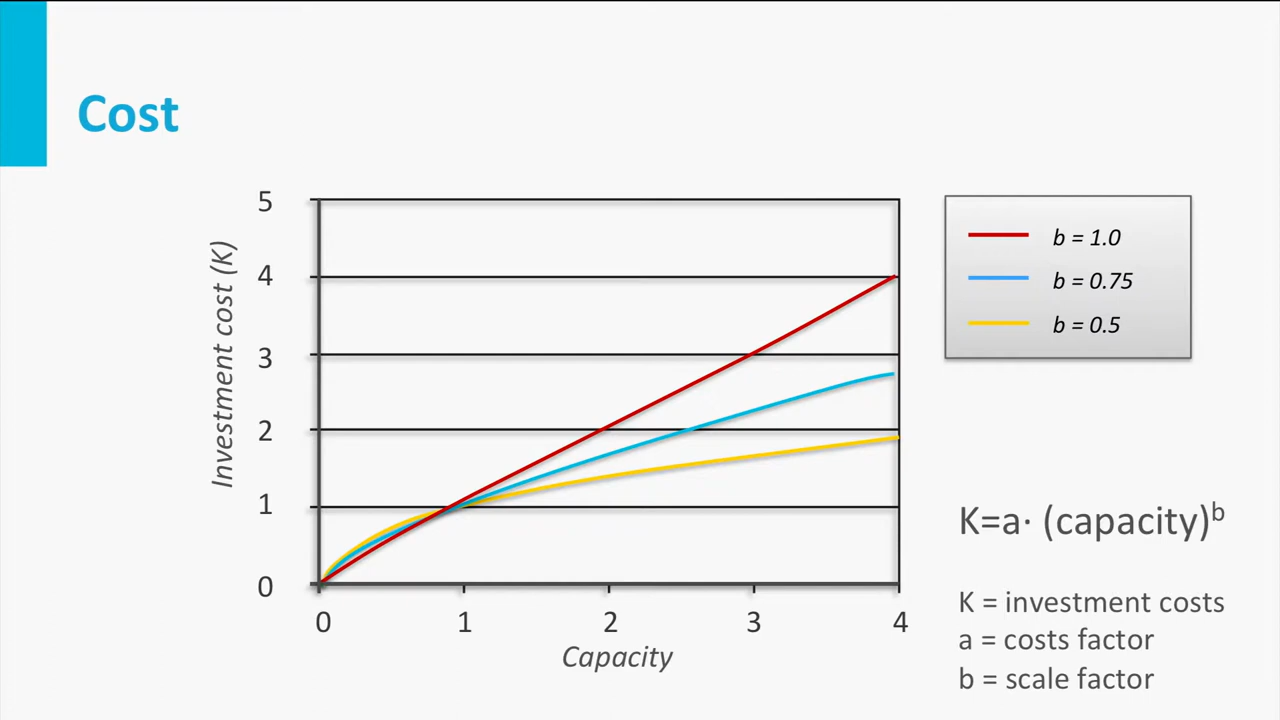 Cost
5
4
3
2
1
0
Investment cost (K)
0 1 2 3 4
Capacity
b = 1.0
b = 0.75
b = 0.5
K=a· (capacity)ᵇ
K = investment costs
a = costs factor
b = scale factor